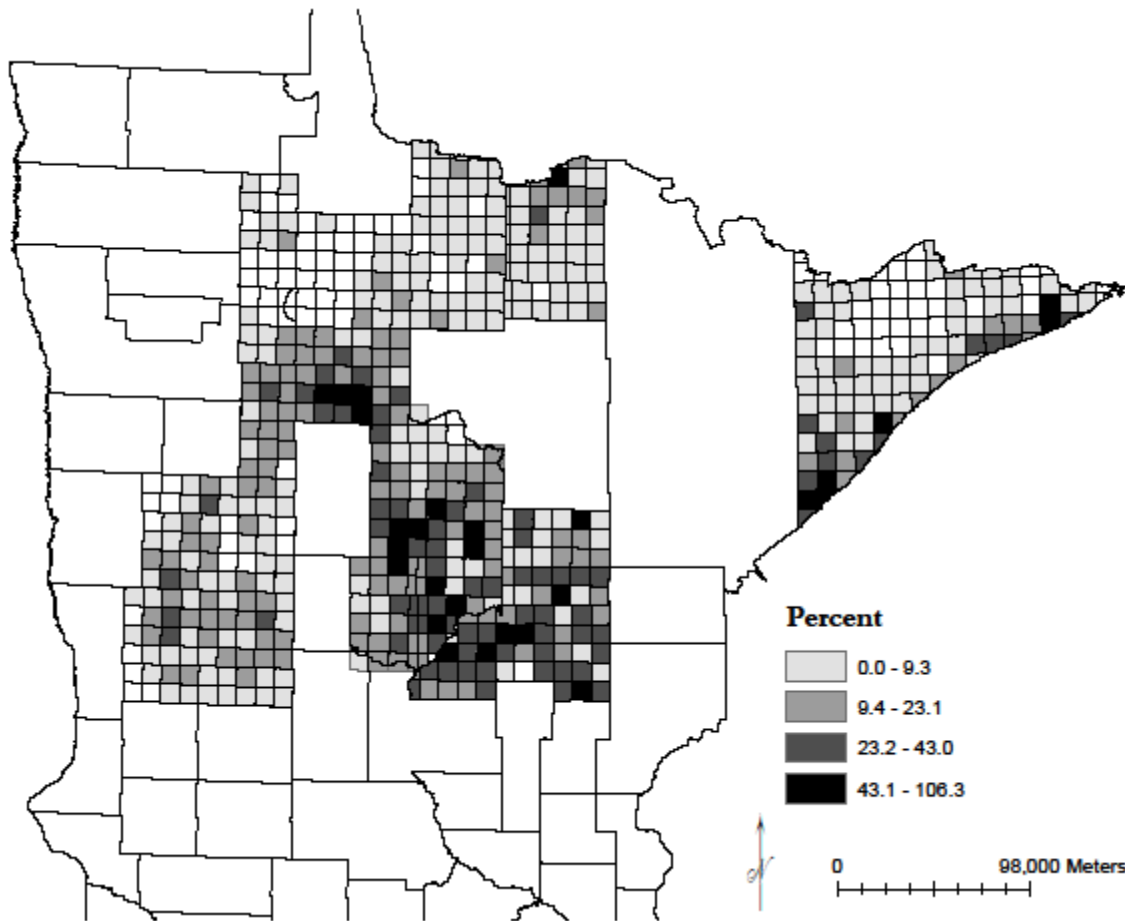 Percent
0.0 - 9.3
9.4 - 23.1
23.2 - 43.0
43.1 - 106.3
N
0 98,000 Meters